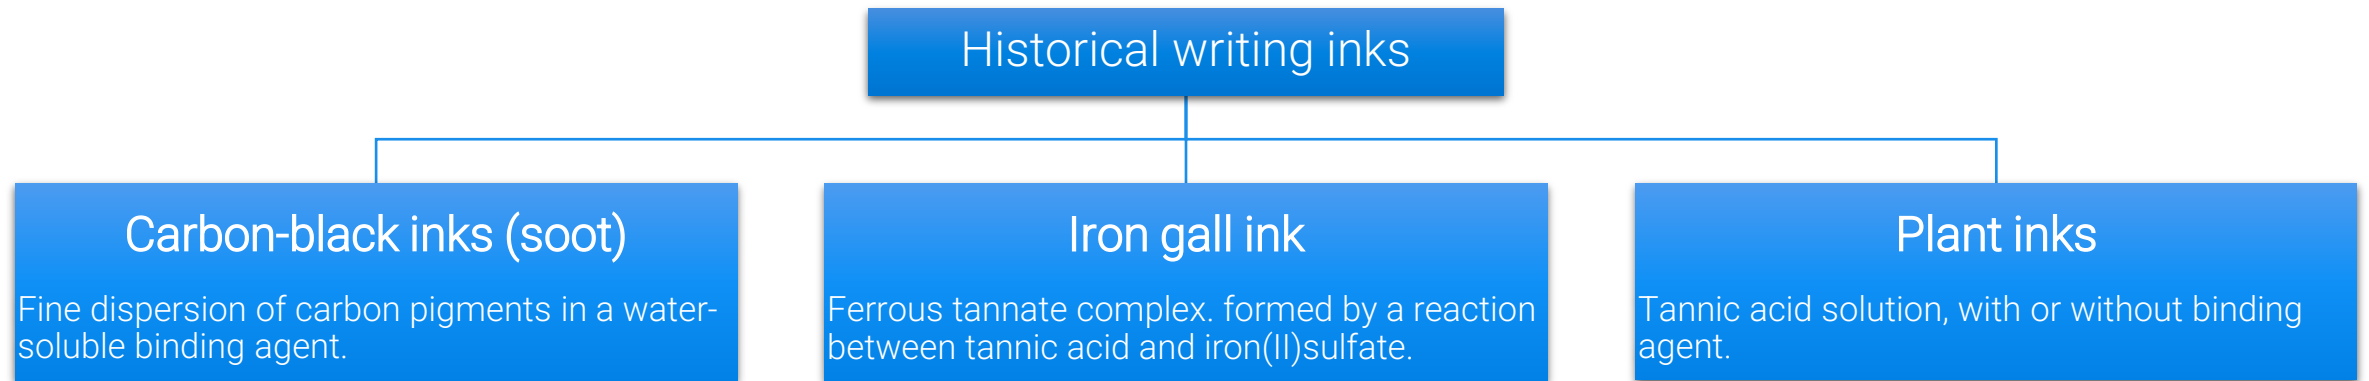 Historical writing inks
Carbon-black inks (soot)
Fine dispersion of carbon pigments in a water-
soluble binding agent.
Iron gall ink
Ferrous tannate complex. formed by a reaction
between tannic acid and iron(II)sulfate.
Plant inks
Tannic acid solution, with or without binding
agent.